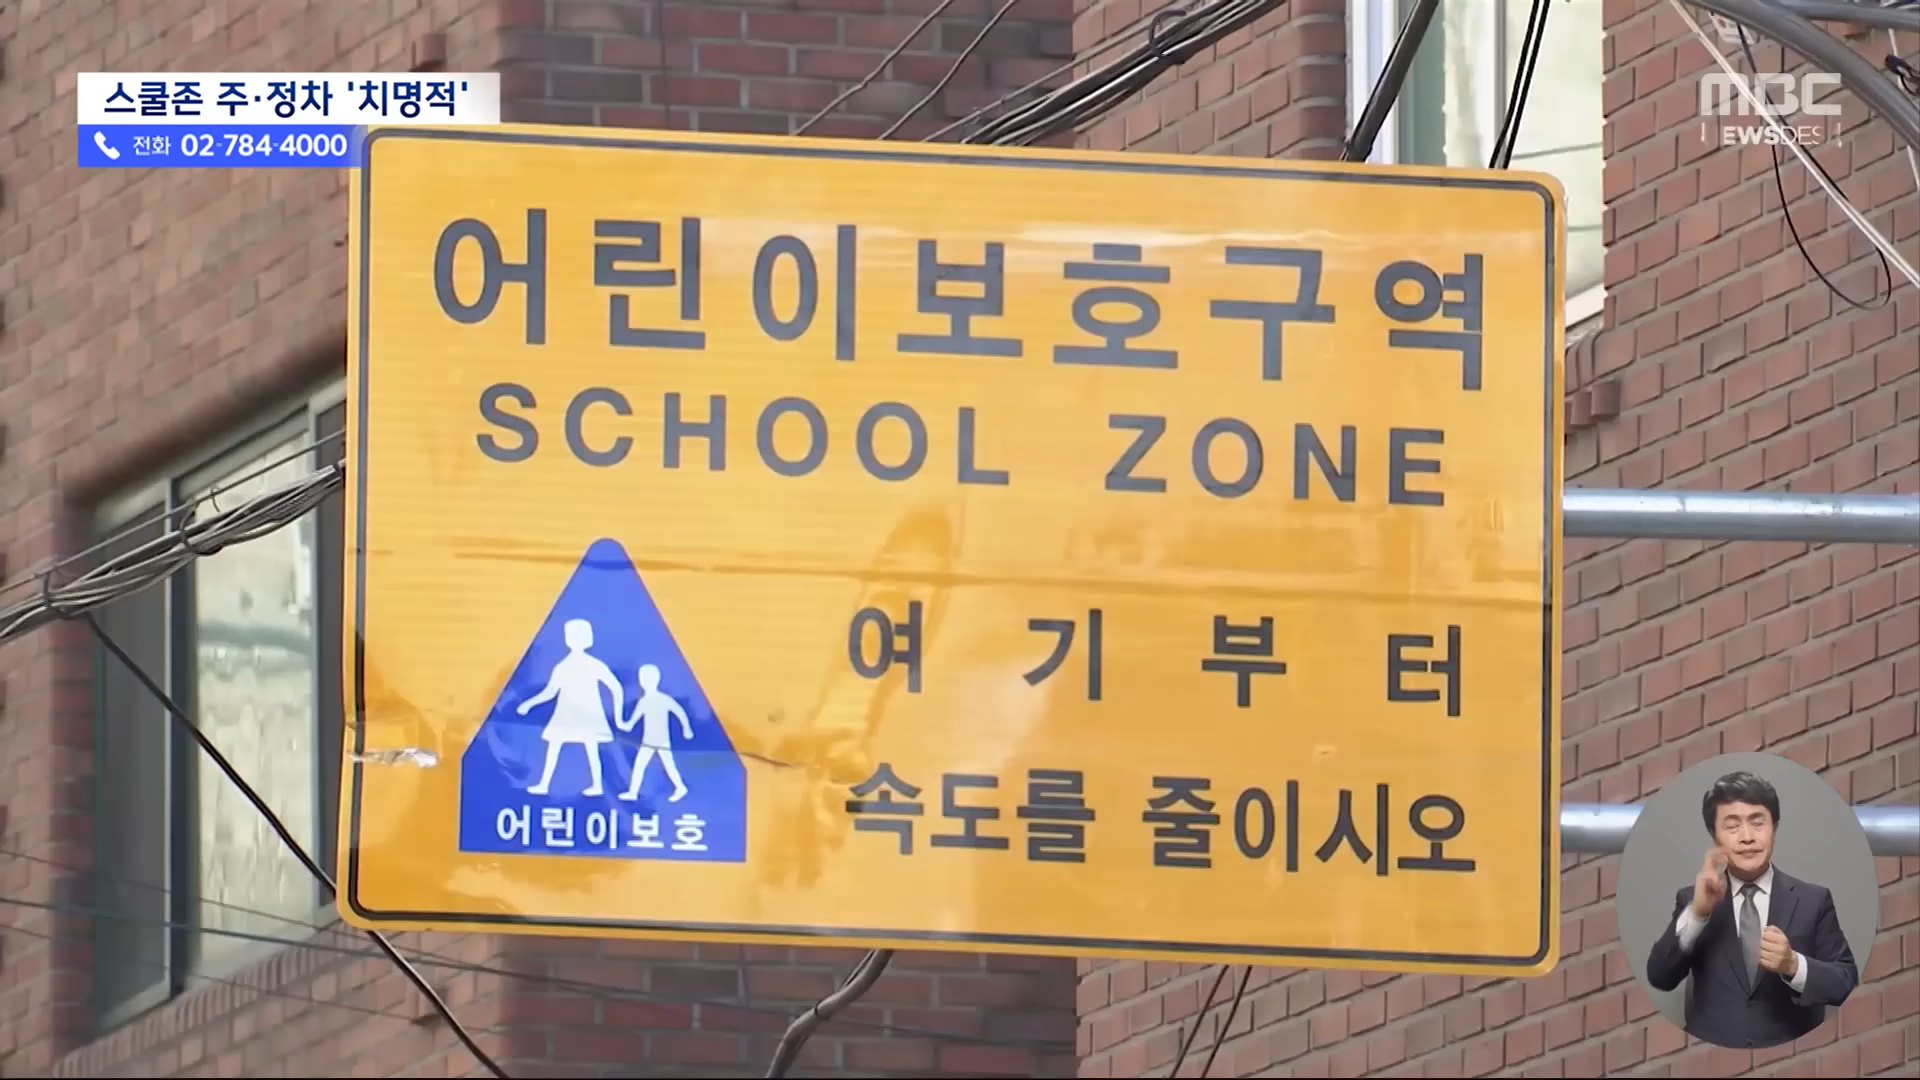 스쿨존 주·정차 '치명적'
전화 02-784-4000
MBC
EWSDES
어린이보호구역
SCHOOL ZONE
여기부터
속도를 줄이시오
어린이보호